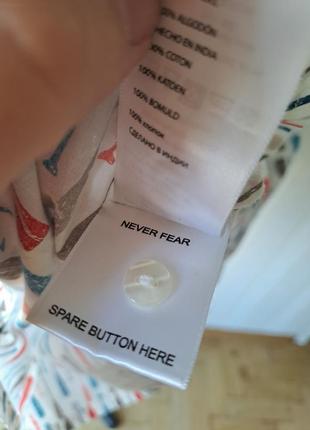 100% ALGODÓN
HECHO EN INDIA
100% COTON
100% KATOEN
100% BOMULD
100% хлопок
СДЕЛАНО В ИНДИИ
NEVER FEAR
SPARE BUTTON HERE